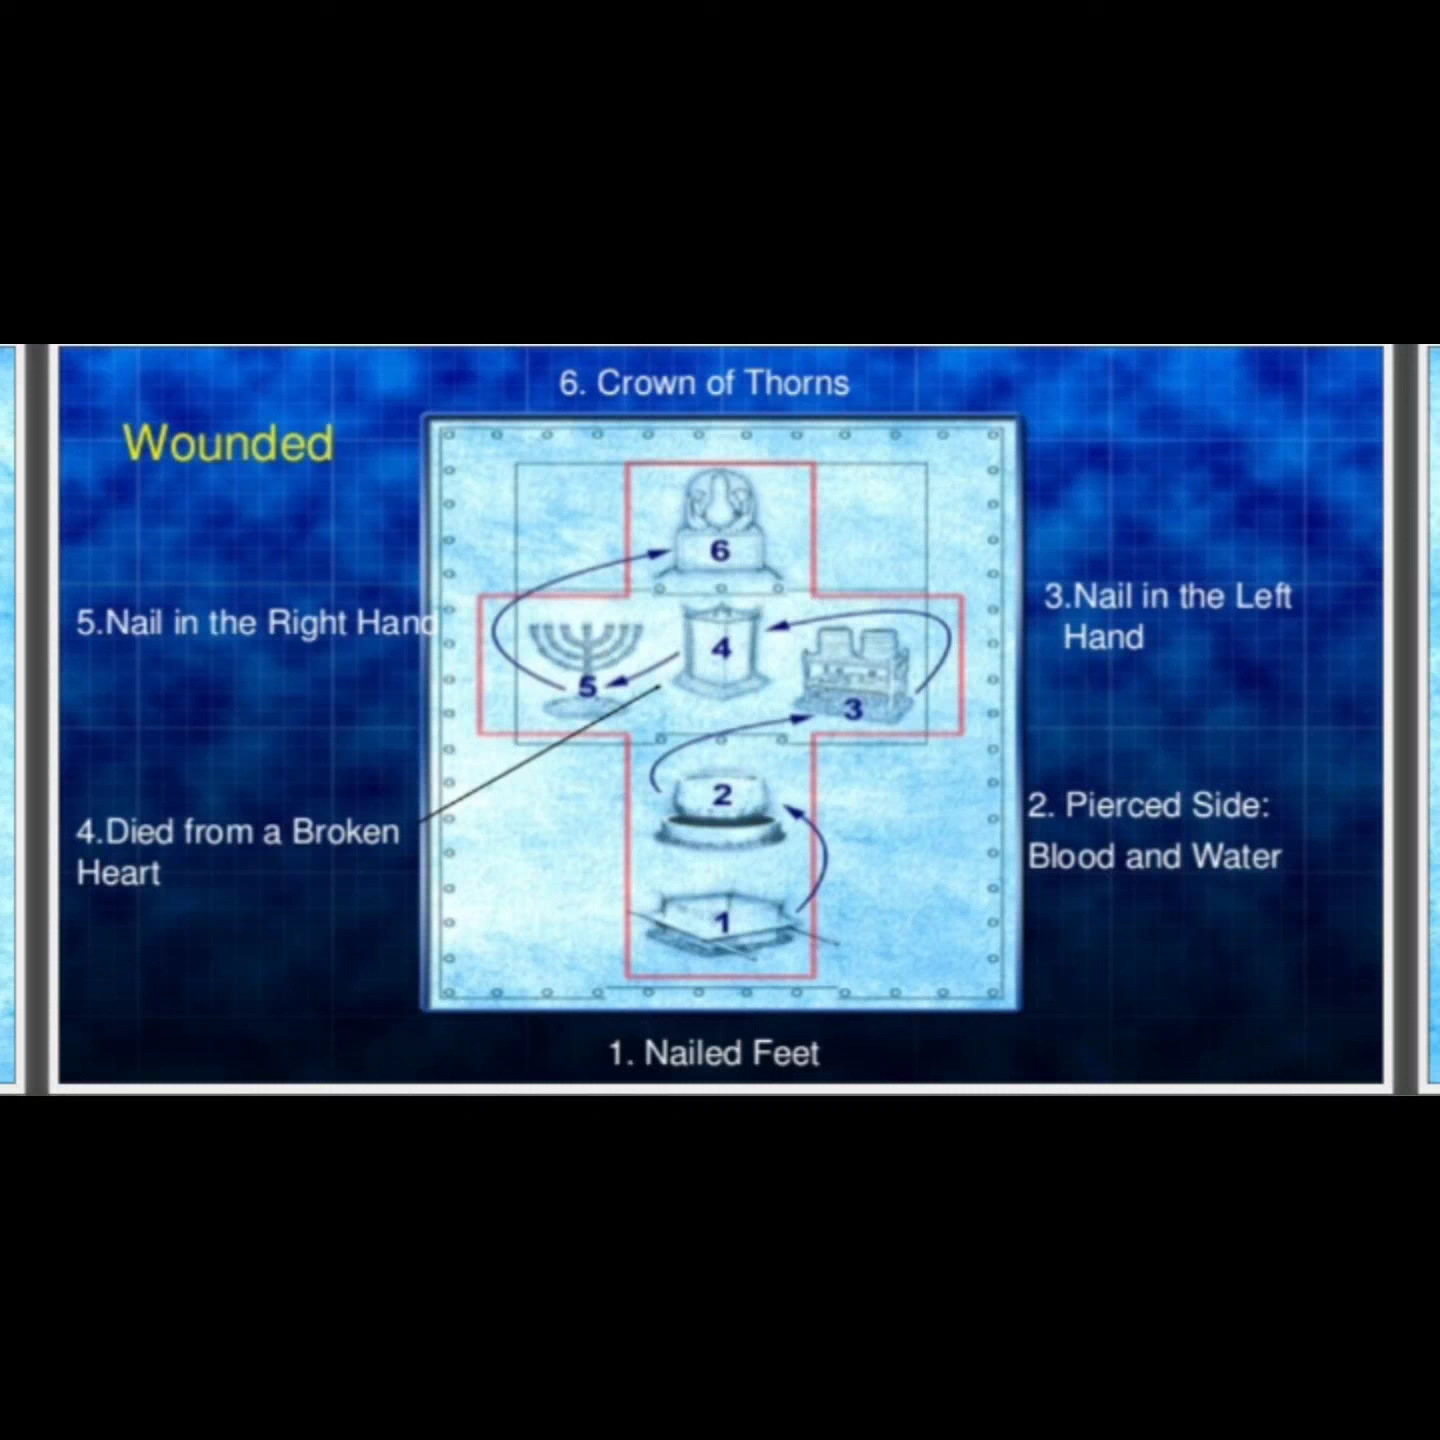 6. Crown of Thorns
Wounded
6
5.Nail in the Right Hand
3.Nail in the Left
Hand
4
5
3
4.Died from a Broken
Heart
2
2. Pierced Side:
Blood and Water
1
1. Nailed Feet